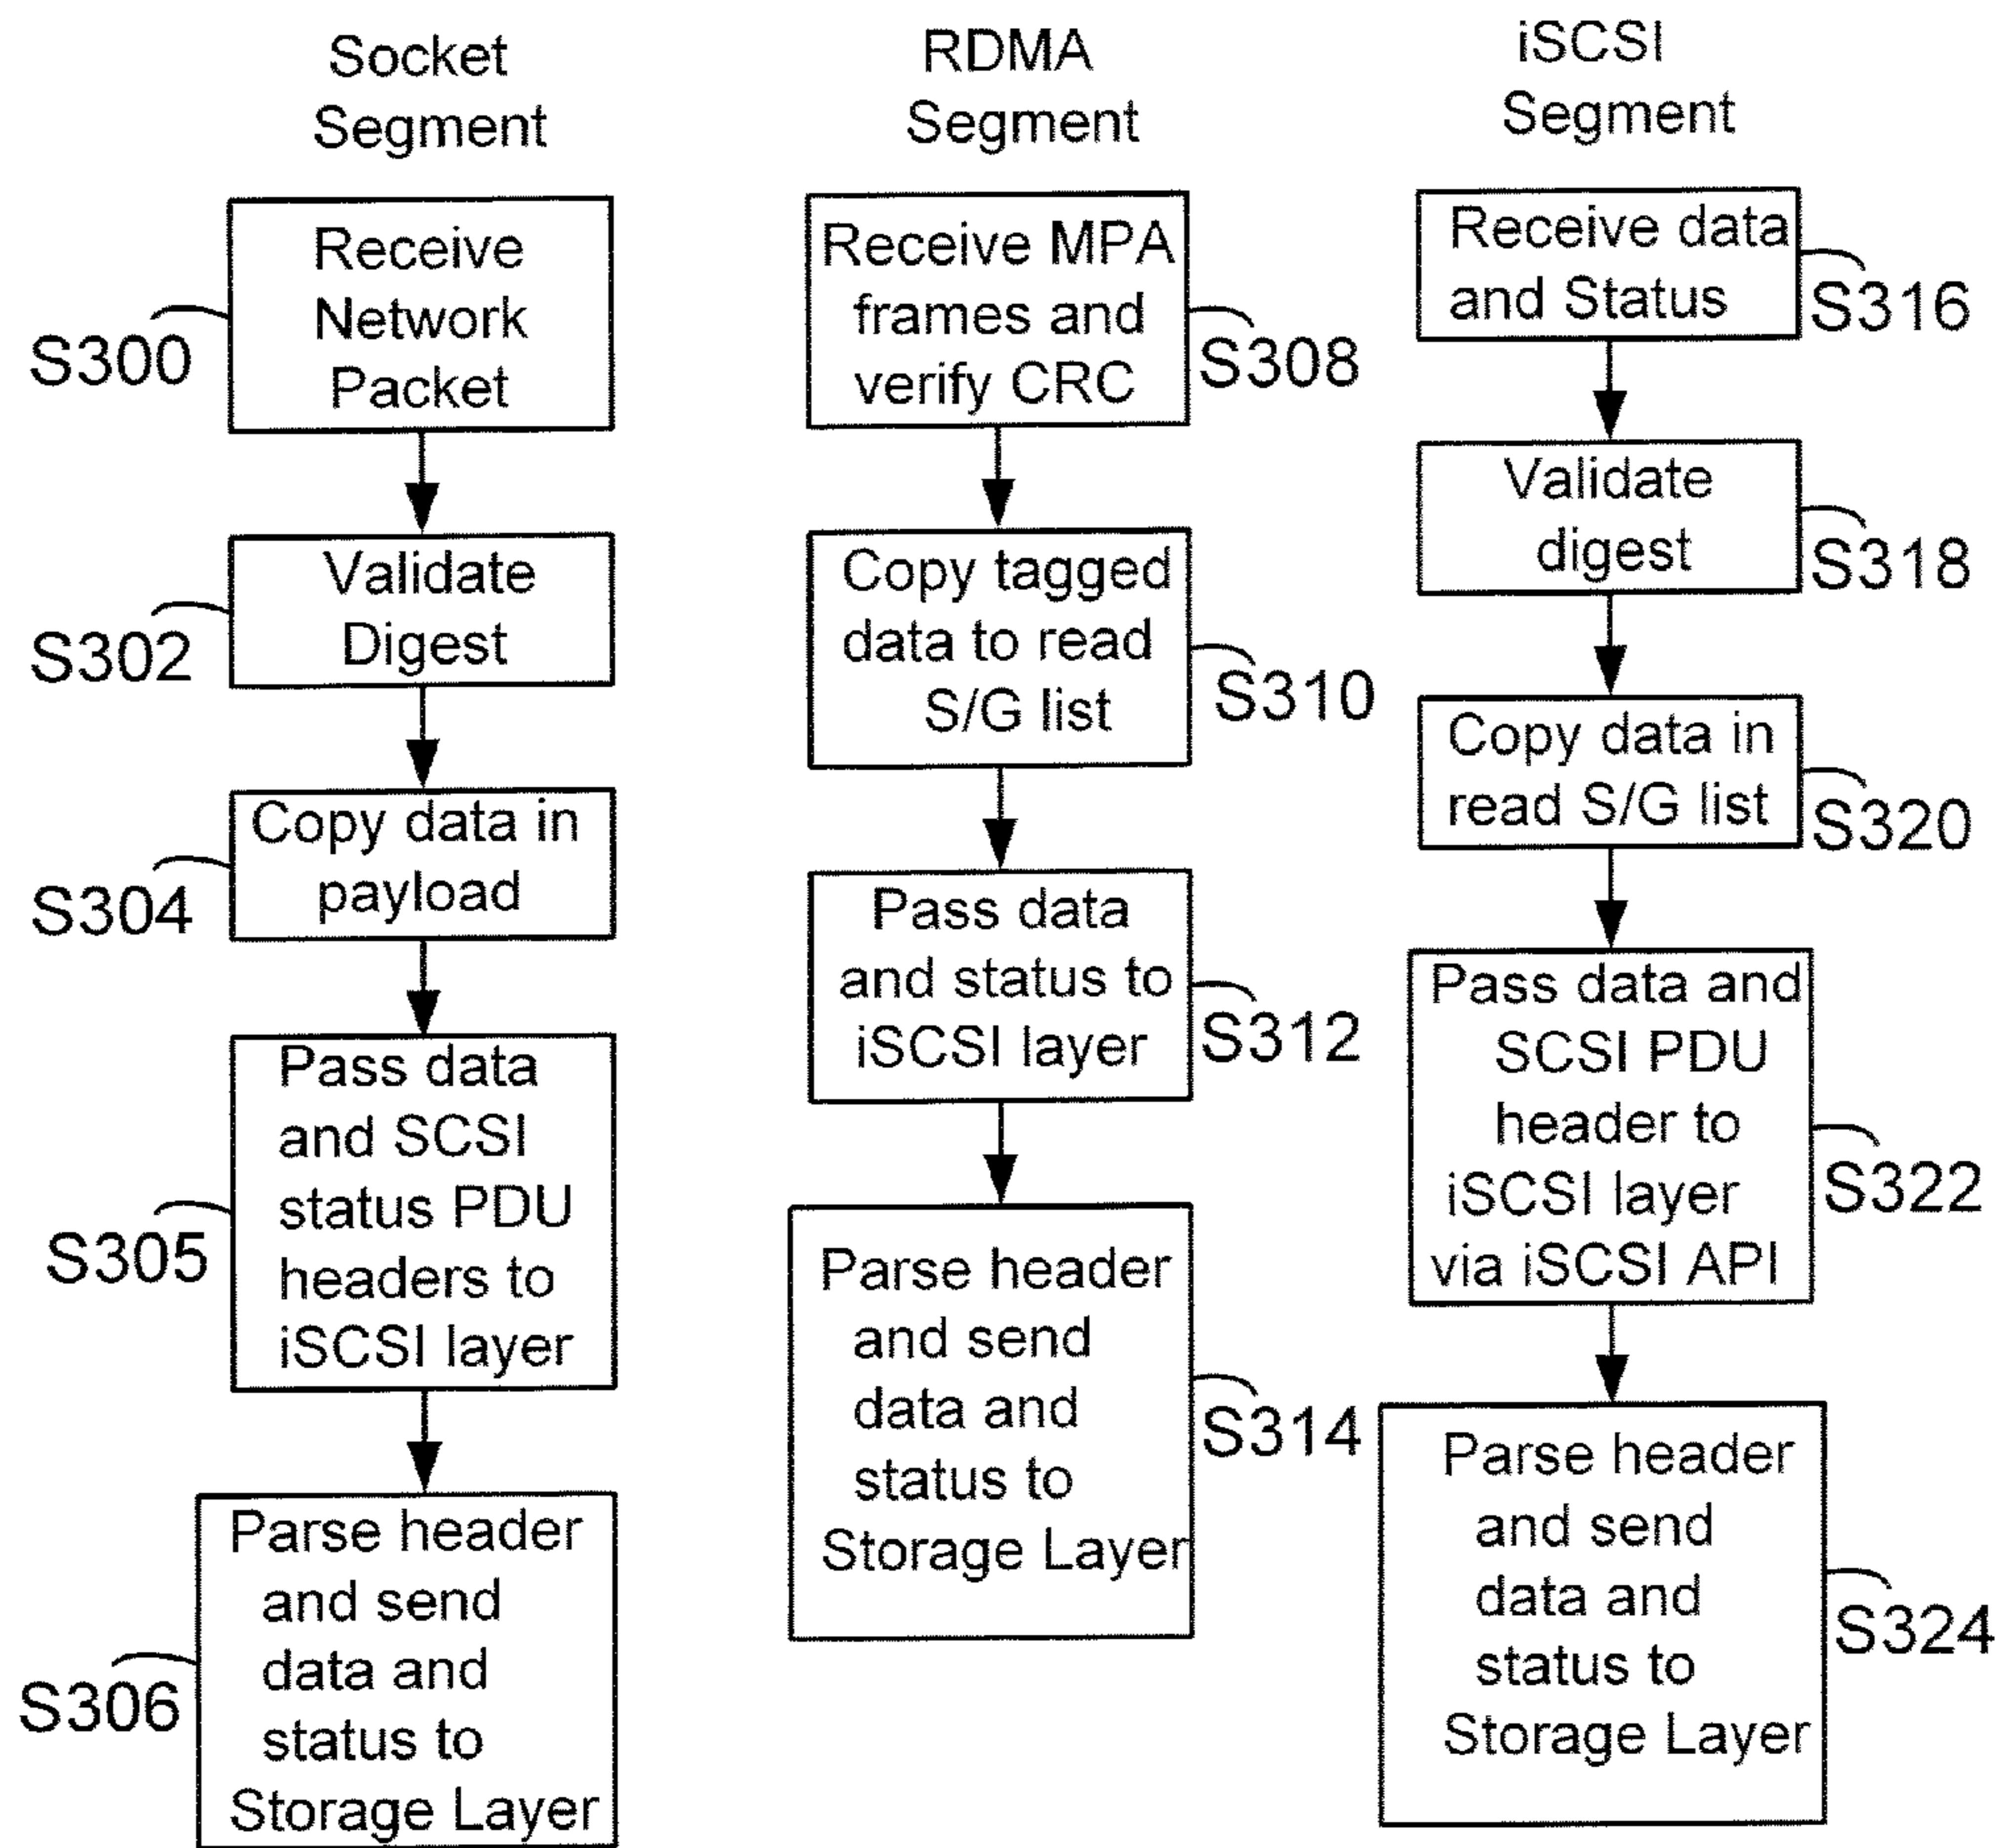 Socket
Segment
Receive
Network
Packet
S300
Validate
Digest
S302
Copy data in
payload
S304
Pass data
and SCSI
status PDU
headers to
iSCSI layer
S305
Parse header
and send
data and
status to
Storage Layer
S306
RDMA
Segment
Receive MPA
frames and
verify CRC
S308
Copy tagged
data to read
S/G list
S310
Pass data
and status to
iSCSI layer
S312
Parse header
and send
data and
status to
Storage Layer
S314
iSCSI
Segment
Receive data
and Status
S316
Validate
digest
S318
Copy data in
read S/G list
S320
Pass data and
SCSI PDU
header to
iSCSI layer
via iSCSI API
S322
Parse header
and send
data and
status to
Storage Layer
S324